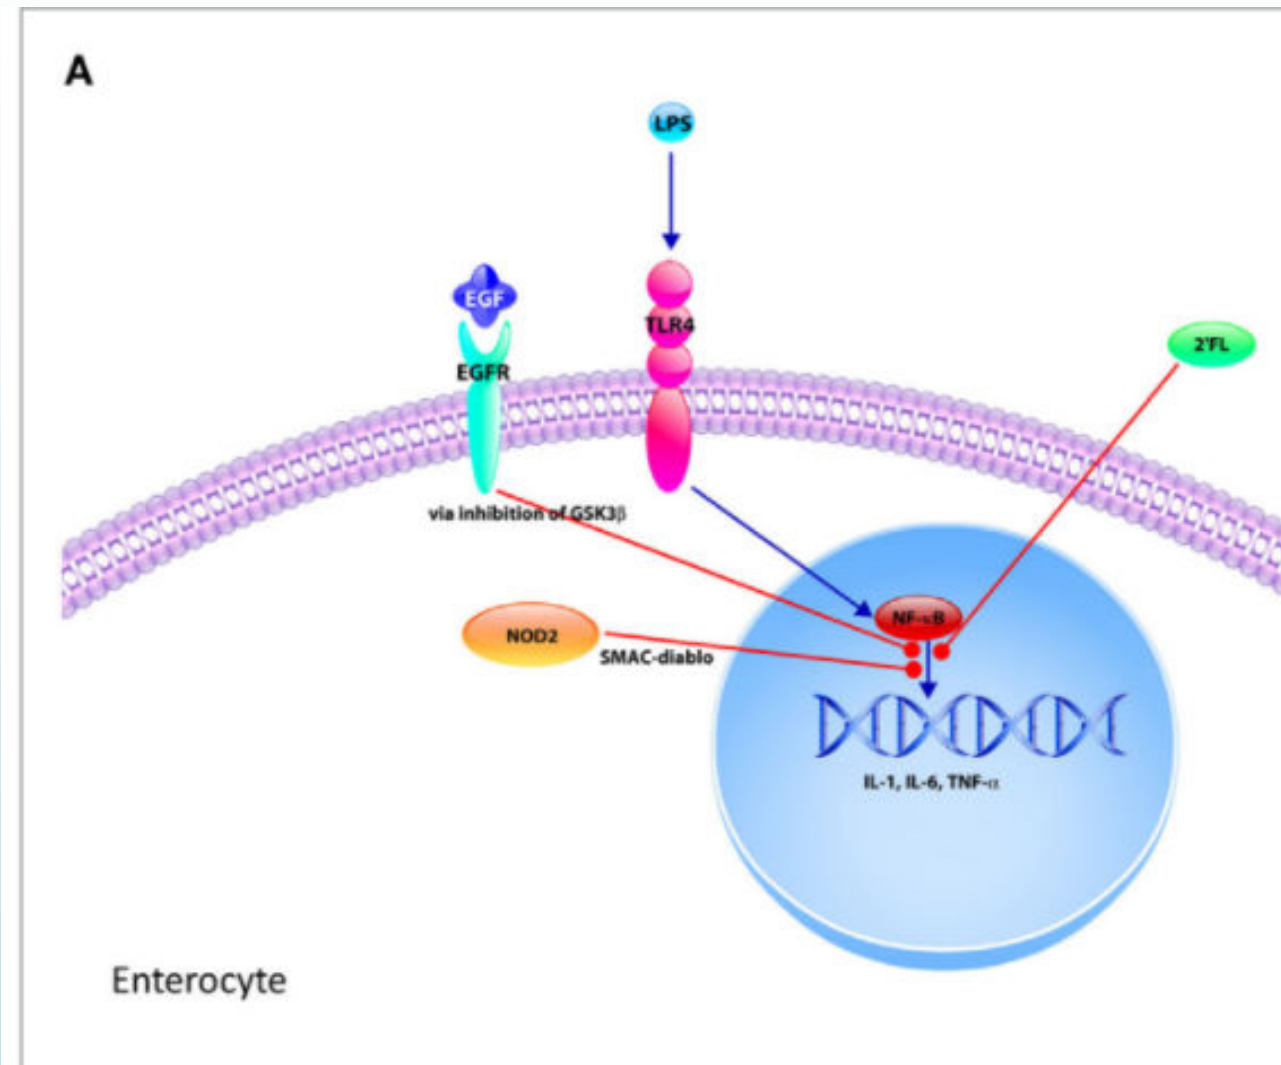 A
LPS
EGF
TLR4
2'FL
EGFR
via inhibition of GSK3β
NF-κB
NOD2
SMAC-diablo
IL-1, IL-6, TNF-α
Enterocyte